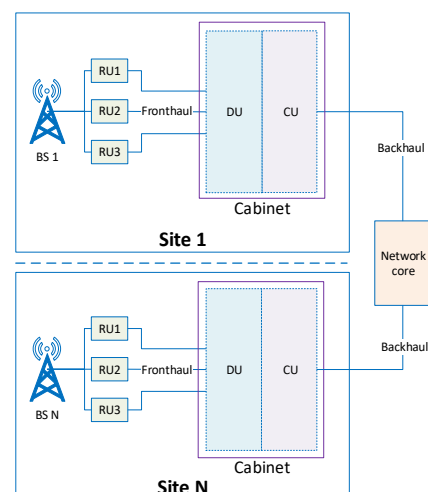 RU1
RU2
Fronthaul
RU3
BS 1
DU
CU
Cabinet
Site 1
Backhaul
Network
core
Backhaul
RU1
RU2
Fronthaul
RU3
BS N
DU
CU
Cabinet
Site N